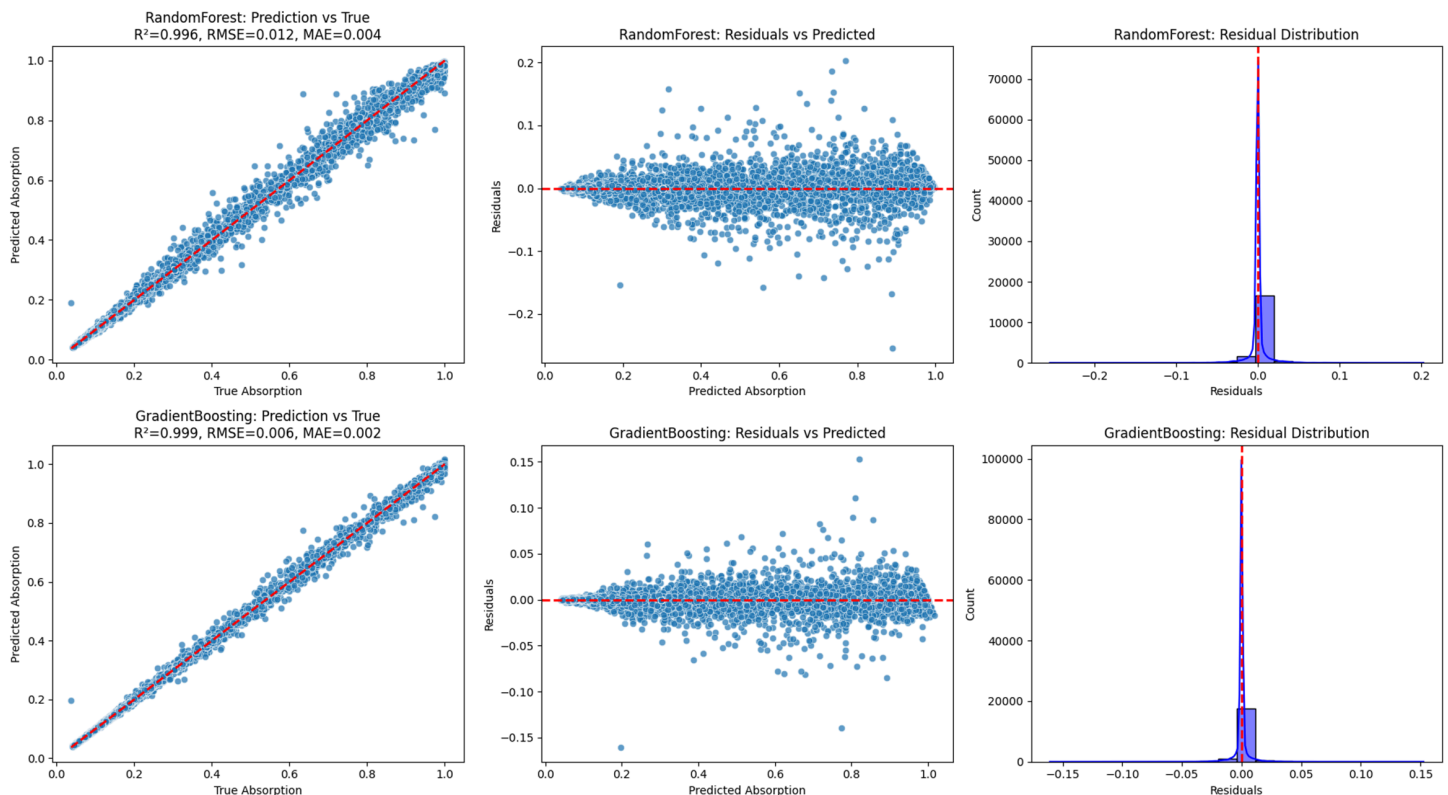 RandomForest: Prediction vs True
R²=0.996, RMSE=0.012, MAE=0.004
Predicted Absorption
1.0
0.8
0.6
0.4
0.2
0.0
0.0 0.2 0.4 0.6 0.8 1.0
True Absorption
RandomForest: Residuals vs Predicted
Residuals
0.2
0.1
0.0
−0.1
−0.2
0.0 0.2 0.4 0.6 0.8 1.0
Predicted Absorption
RandomForest: Residual Distribution
Count
70000
60000
50000
40000
30000
20000
10000
0
−0.2 −0.1 0.0 0.1 0.2
Residuals
GradientBoosting: Prediction vs True
R²=0.999, RMSE=0.006, MAE=0.002
Predicted Absorption
1.0
0.8
0.6
0.4
0.2
0.0
0.0 0.2 0.4 0.6 0.8 1.0
True Absorption
GradientBoosting: Residuals vs Predicted
Residuals
0.15
0.10
0.05
0.00
−0.05
−0.10
−0.15
0.0 0.2 0.4 0.6 0.8 1.0
Predicted Absorption
GradientBoosting: Residual Distribution
Count
100000
80000
60000
40000
20000
0
−0.15 −0.10 −0.05 0.00 0.05 0.10 0.15
Residuals